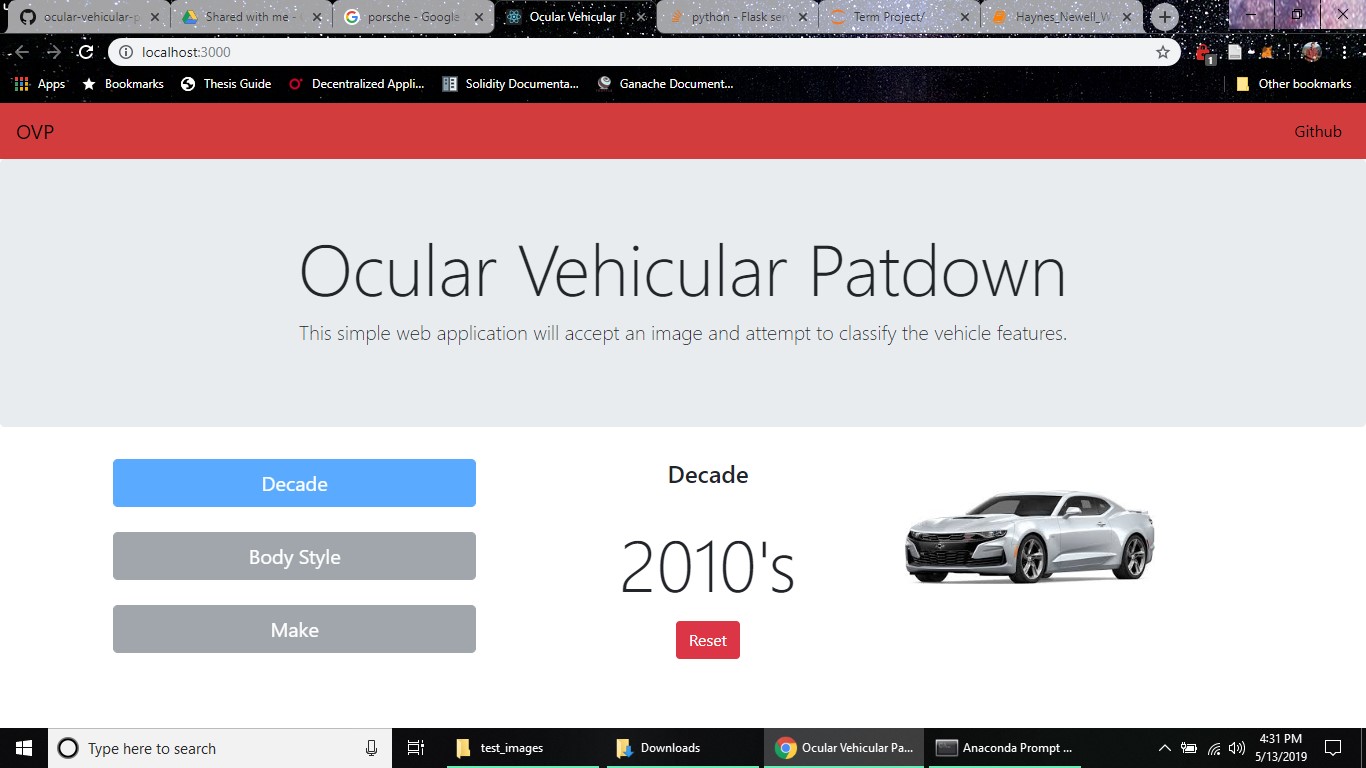 ocular-vehicular-p
Shared with me -
porsche - Google
Ocular Vehicular P
python - Flask se
Term Project/
Haynes_Newell_W
localhost:3000
1
Apps
Bookmarks
Thesis Guide
Decentralized Appli...
Solidity Documenta...
Ganache Document...
Other bookmarks
OVP
Github
Ocular Vehicular Patdown
This simple web application will accept an image and attempt to classify the vehicle features.
Decade
Body Style
Make
Decade
2010's
Reset
Type here to search
test_images
Downloads
Ocular Vehicular Pa...
Anaconda Prompt ...
4:31 PM
5/13/2019